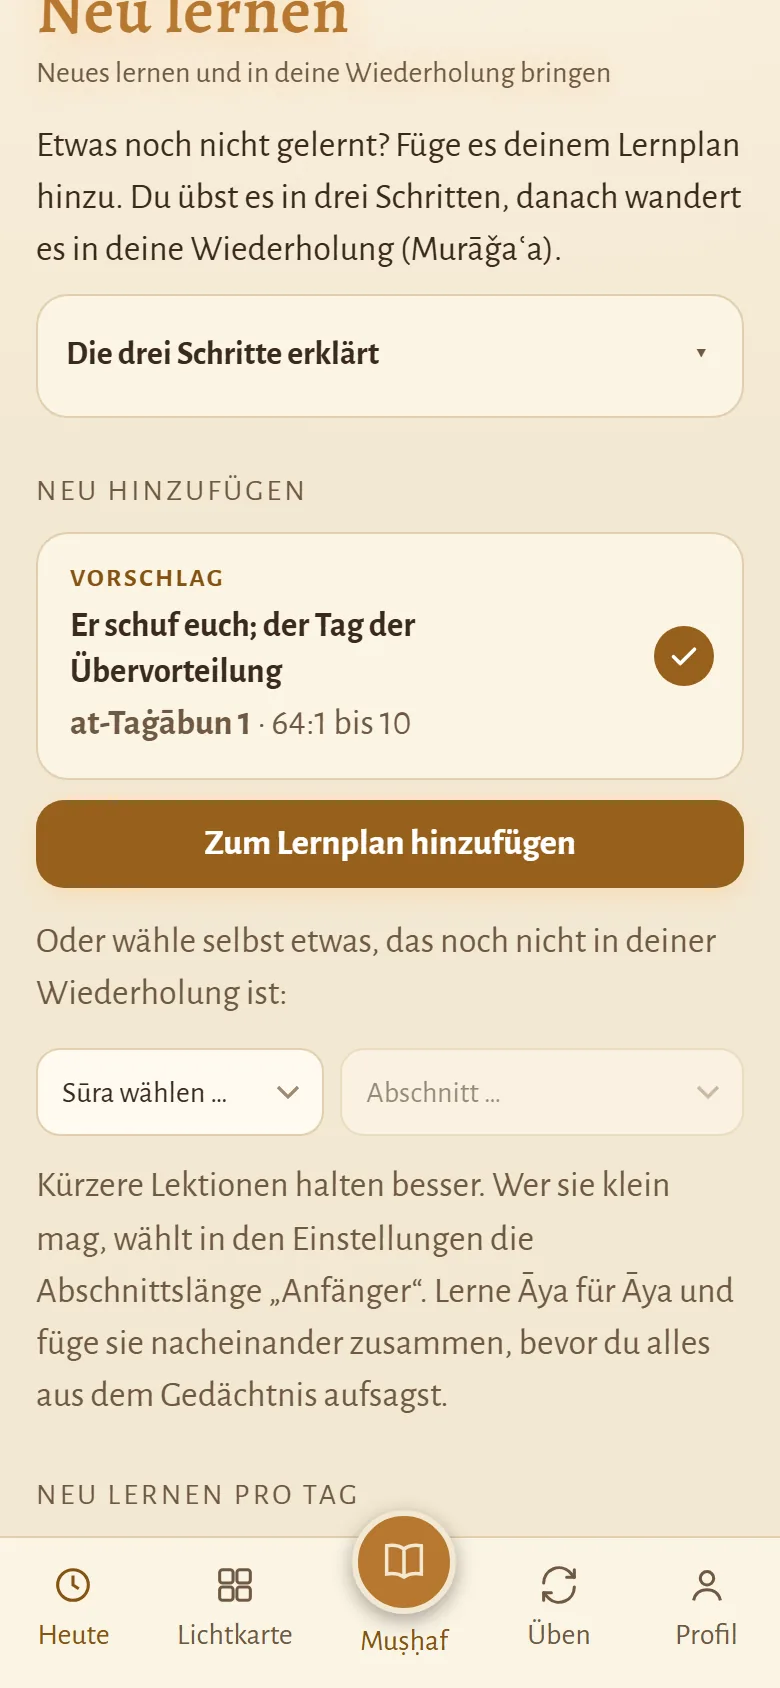 Neu lernen
Neues lernen und in deine Wiederholung bringen
Etwas noch nicht gelernt? Füge es deinem Lernplan
hinzu. Du übst es in drei Schritten, danach wandert
es in deine Wiederholung (Murāǧaʿa).
Die drei Schritte erklärt
NEU HINZUFÜGEN
VORSCHLAG
Er schuf euch; der Tag der
Übervorteilung
at-Taġābun 1 · 64:1 bis 10
Zum Lernplan hinzufügen
Oder wähle selbst etwas, das noch nicht in deiner
Wiederholung ist:
Sūra wählen …
Abschnitt …
Kürzere Lektionen halten besser. Wer sie klein
mag, wählt in den Einstellungen die
Abschnittslänge „Anfänger“. Lerne Āya für Āya und
füge sie nacheinander zusammen, bevor du alles
aus dem Gedächtnis aufsagst.
NEU LERNEN PRO TAG
Heute
Lichtkarte
Muṣḥaf
Üben
Profil